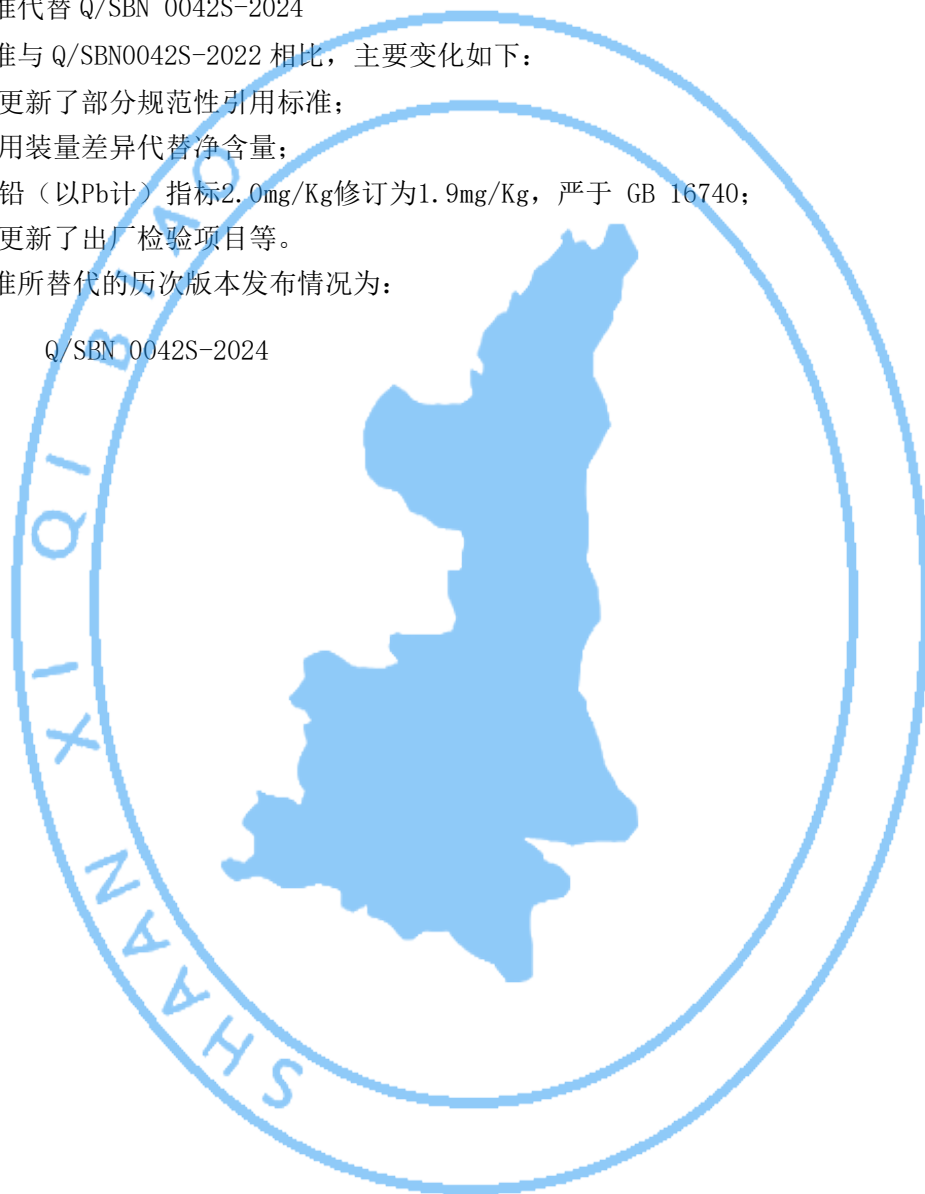 准代替 Q/SBN 0042S-2024
准与 Q/SBN0042S-2022 相比，主要变化如下：
更新了部分规范性引用标准；
用装量差异代替净含量；
铅（以Pb计）指标2.0mg/Kg修订为1.9mg/Kg，严于 GB 16740；
更新了出厂检验项目等。
准所替代的历次版本发布情况为：
Q/SBN 0042S-2024
SHAAN XI QI BIAO